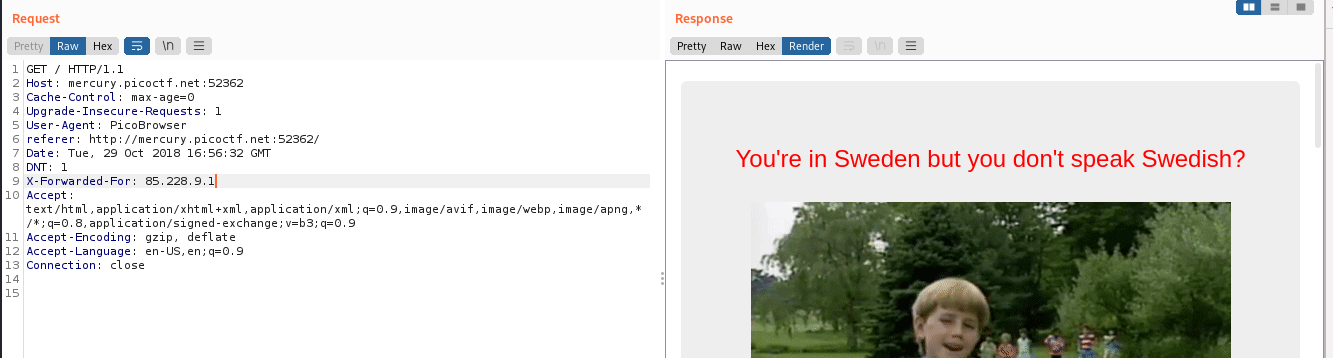 Request
Pretty Raw Hex \n
1 GET / HTTP/1.1
2 Host: mercury.picoctf.net:52362
3 Cache-Control: max-age=0
4 Upgrade-Insecure-Requests: 1
5 User-Agent: PicoBrowser
6 referer: http://mercury.picoctf.net:52362/
7 Date: Tue, 29 Oct 2018 16:56:32 GMT
8 DNT: 1
9 X-Forwarded-For: 85.228.9.1
10 Accept:
text/html,application/xhtml+xml,application/xml;q=0.9,image/avif,image/webp,image/apng,*
/*;q=0.8,application/signed-exchange;v=b3;q=0.9
11 Accept-Encoding: gzip, deflate
12 Accept-Language: en-US,en;q=0.9
13 Connection: close
14
15
Response
Pretty Raw Hex Render \n
You're in Sweden but you don't speak Swedish?